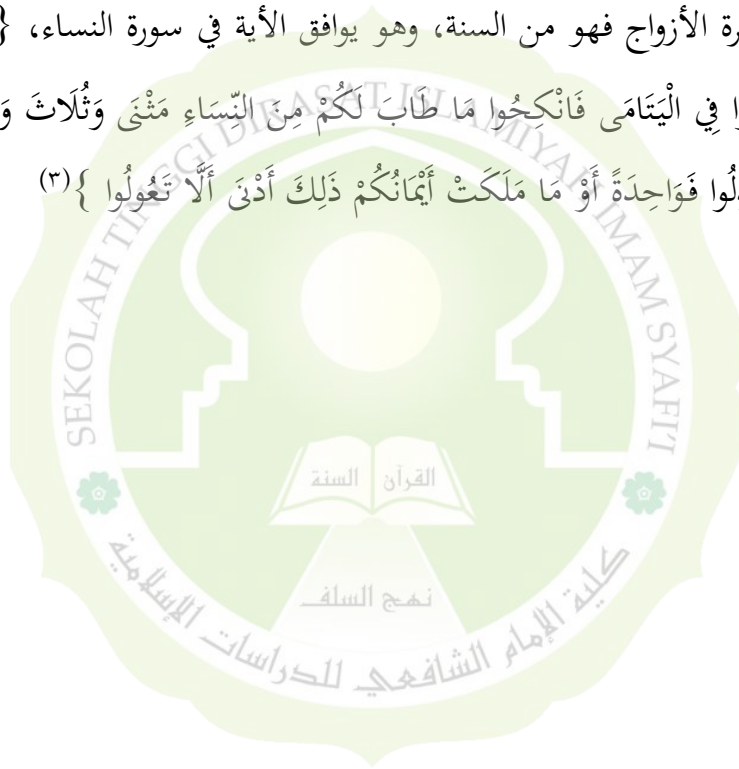 رة الأزواج فهو من السنة، وهو يوافق الأية في سورة النساء، {
وا فِي الْيَتَامَى فَانْكِحُوا مَا طَابَ لَكُمْ مِنَ النِّسَاءِ مَثْنَى وَثُلَاثَ وَ
لُوا فَوَاحِدَةً أَوْ مَا مَلَكَتْ أَيْمَانُكُمْ ذَلِكَ أَدْنَى أَلَّا تَعُولُوا }(٣)
SEKOLAH TINGGI DIRASAT ISLAMIYAH IMAM SYAFI'I
القرآن السنة
نهج السلف
كلية الإمام الشافعي للدراسات الإسلامية